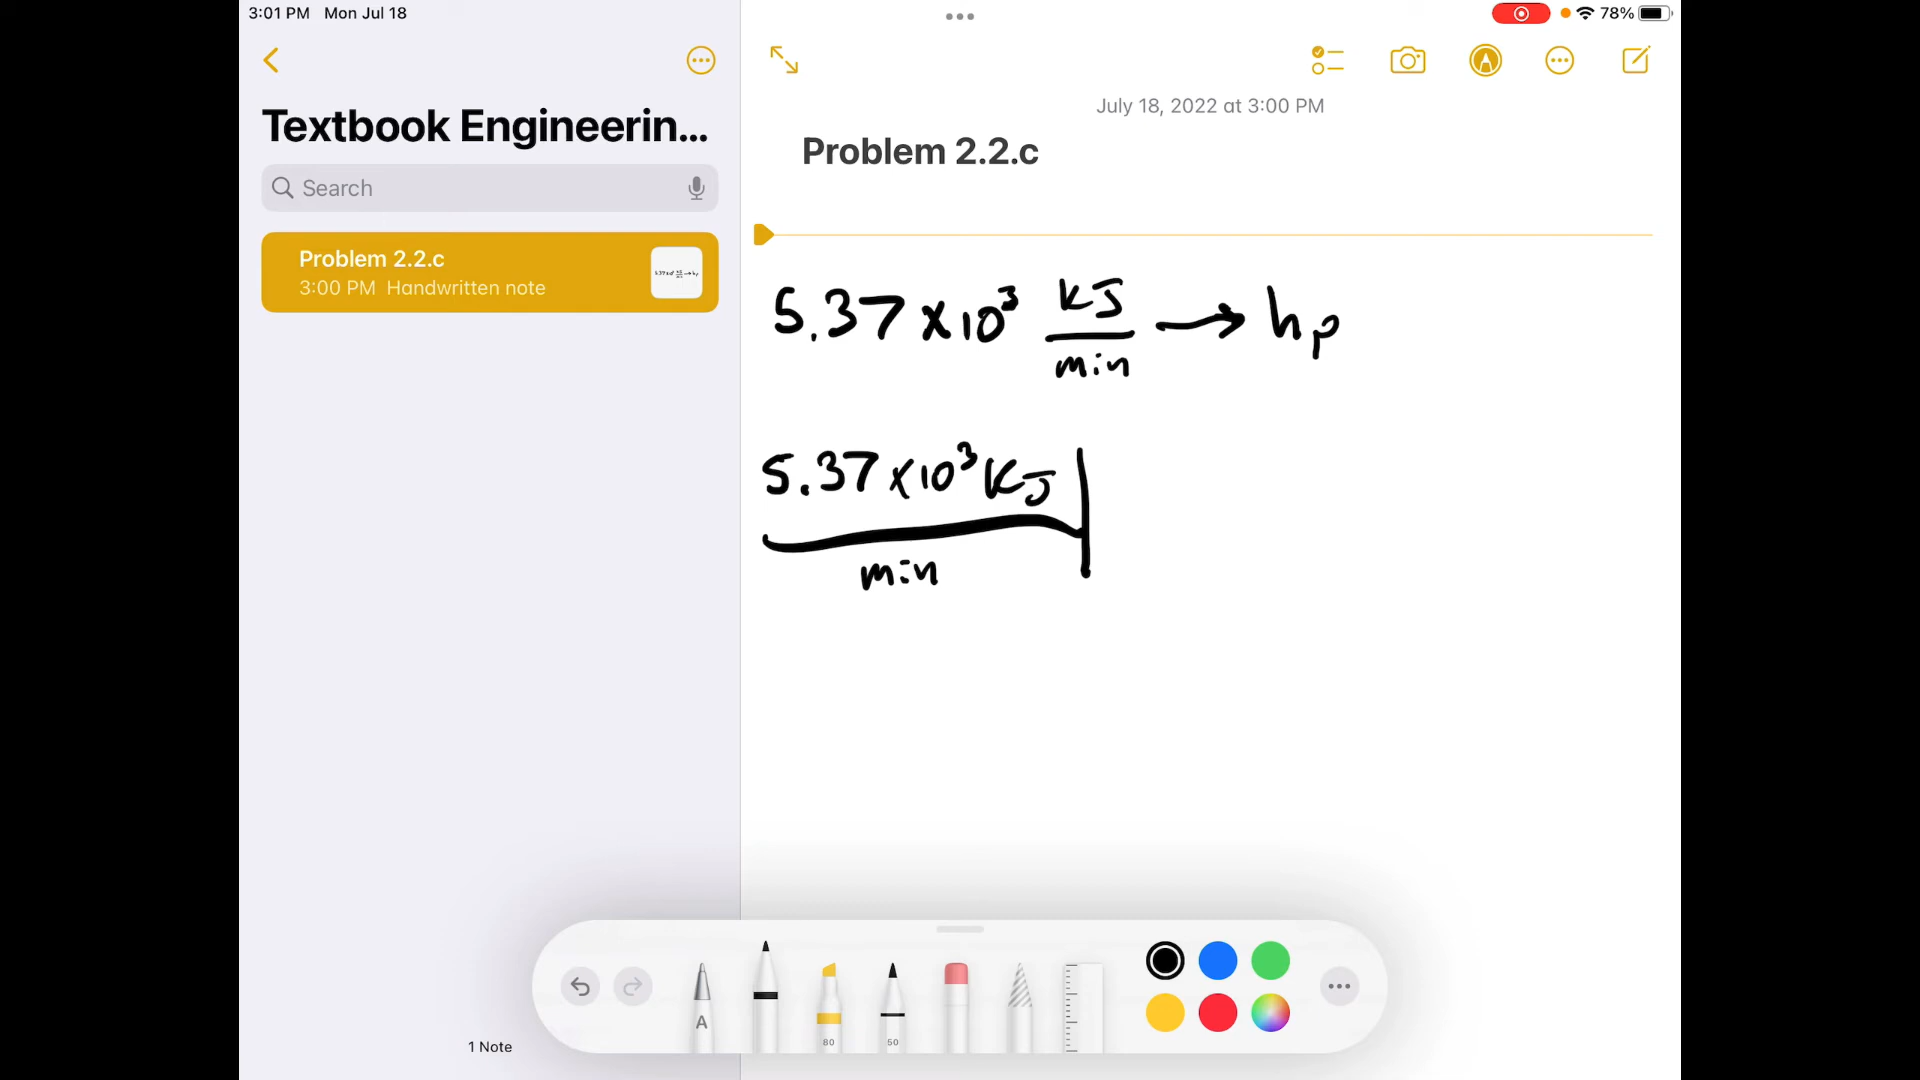 3:01 PM Mon Jul 18
78%
Textbook Engineerin...
Search
Problem 2.2.c
3:00 PM Handwritten note
1 Note
July 18, 2022 at 3:00 PM
Problem 2.2.c
5.37 x 10³ kJ/min → hp
5.37 x 10³ KJ
min
A
80
50